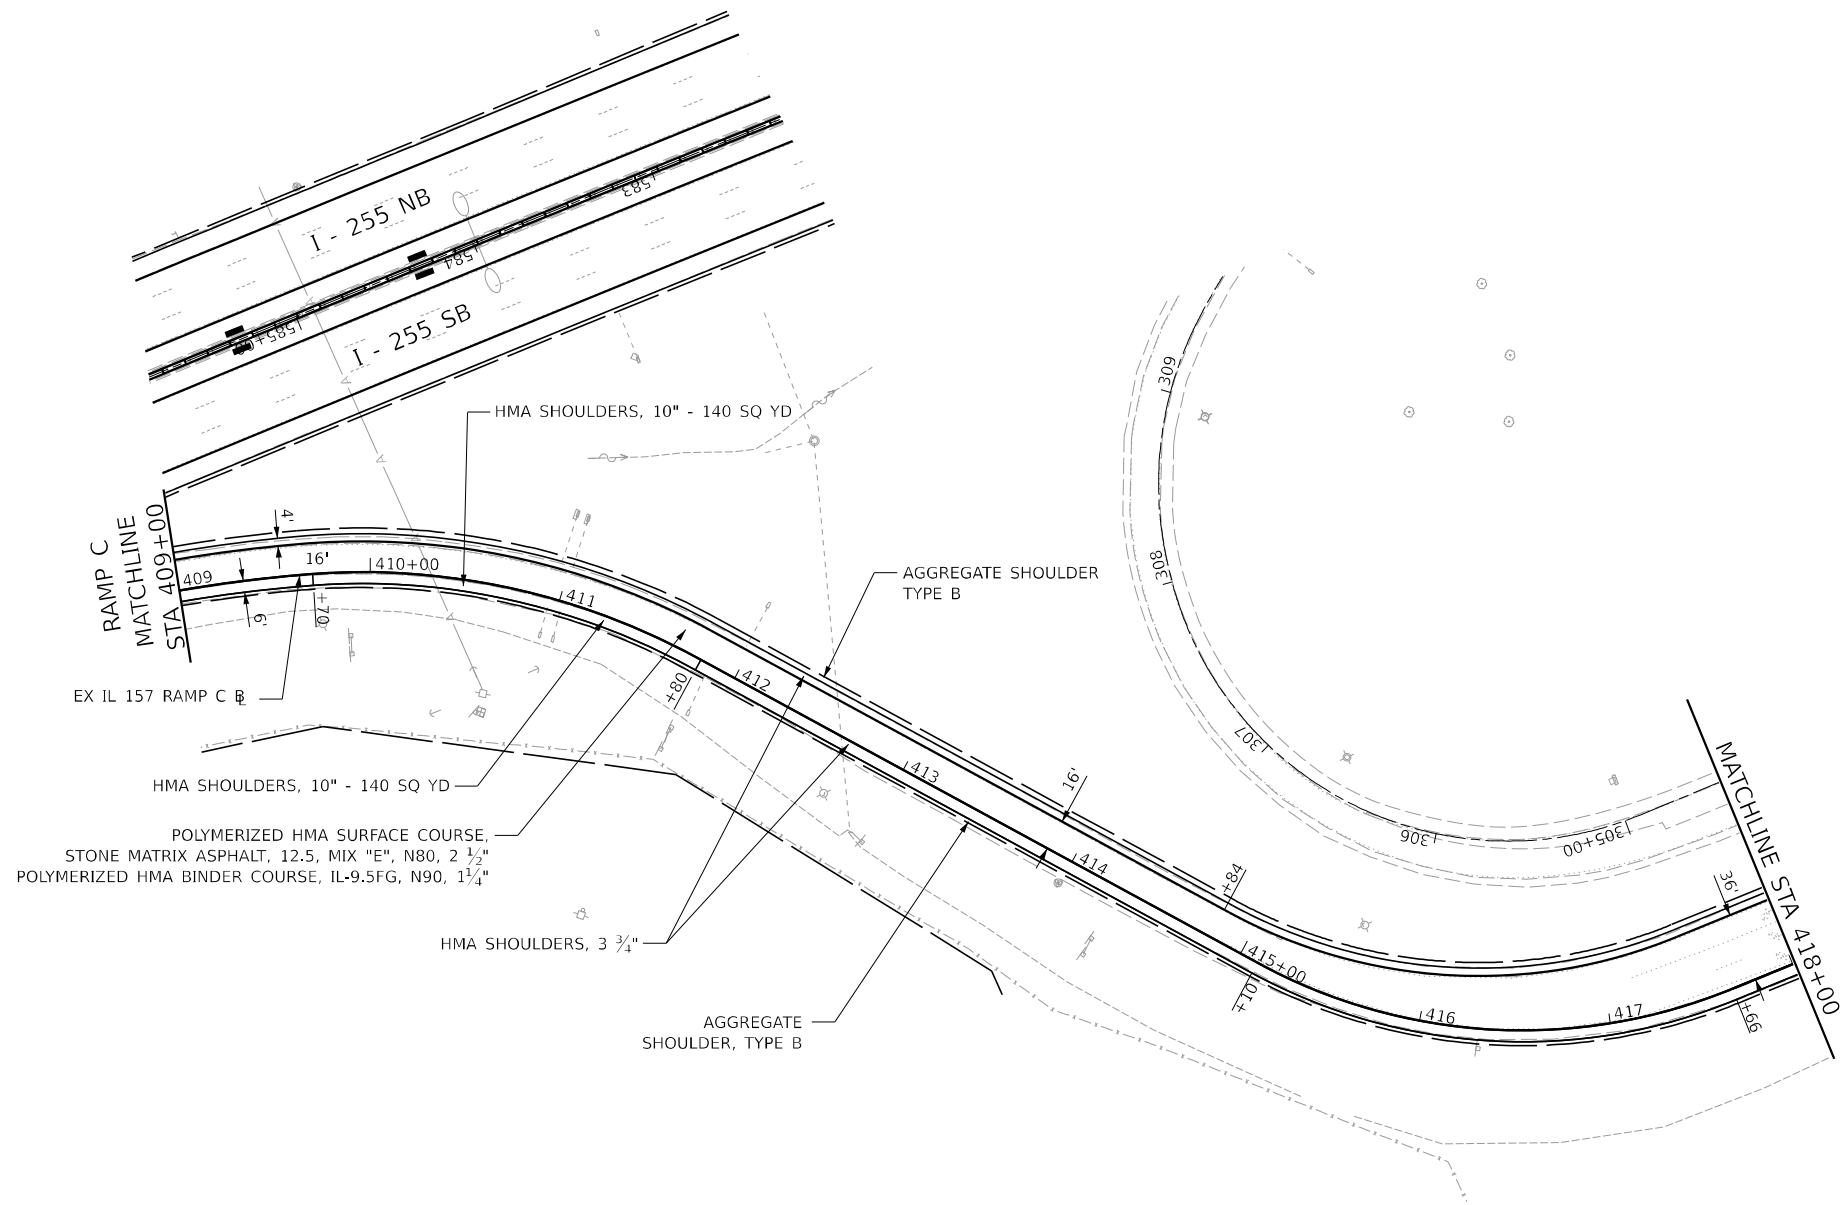 I - 255 NB
583
584
585+00
I - 255 SB
HMA SHOULDERS, 10" - 140 SQ YD
RAMP C
MATCHLINE
STA 409+00
4'
16'
409
410+00
6'
+70
411
AGGREGATE SHOULDER
TYPE B
EX IL 157 RAMP C BL
+80
412
HMA SHOULDERS, 10" - 140 SQ YD
413
16'
POLYMERIZED HMA SURFACE COURSE,
STONE MATRIX ASPHALT, 12.5, MIX "E", N80, 2 ½"
POLYMERIZED HMA BINDER COURSE, IL-9.5FG, N90, 1¼"
414
+84
HMA SHOULDERS, 3 ¾"
415+00
+10
AGGREGATE
SHOULDER, TYPE B
416
417
+66
36'
309
308
307
306
305+00
MATCHLINE STA 418+00